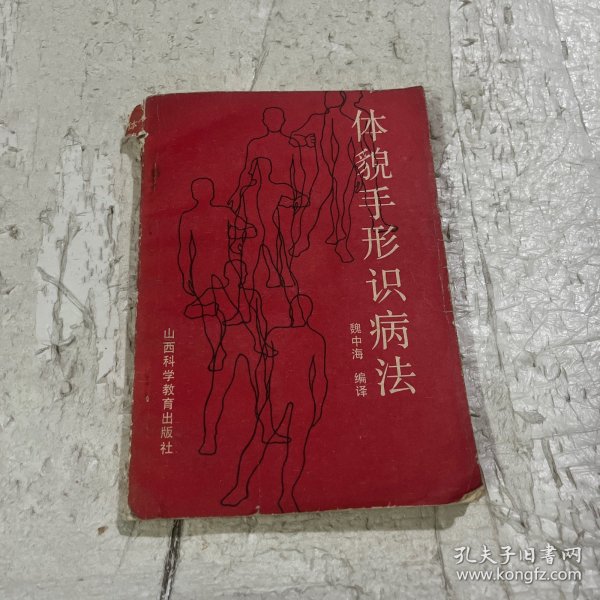 体貌手形识病法
魏中海 编译
山西科学教育出版社
孔夫子旧书网
www.kongfz.com